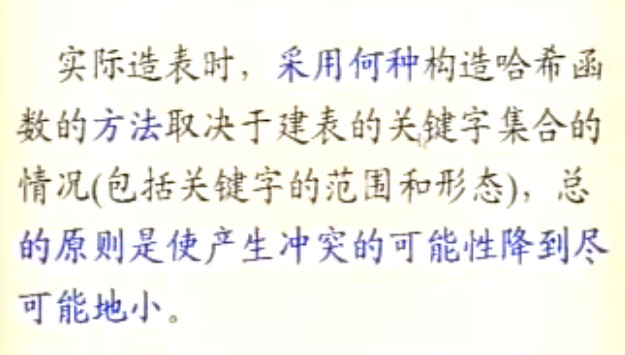 实际造表时，采用何种构造哈希函
数的方法取决于建表的关键字集合的
情况(包括关键字的范围和形态)，总
的原则是使产生冲突的可能性降到尽
可能地小。